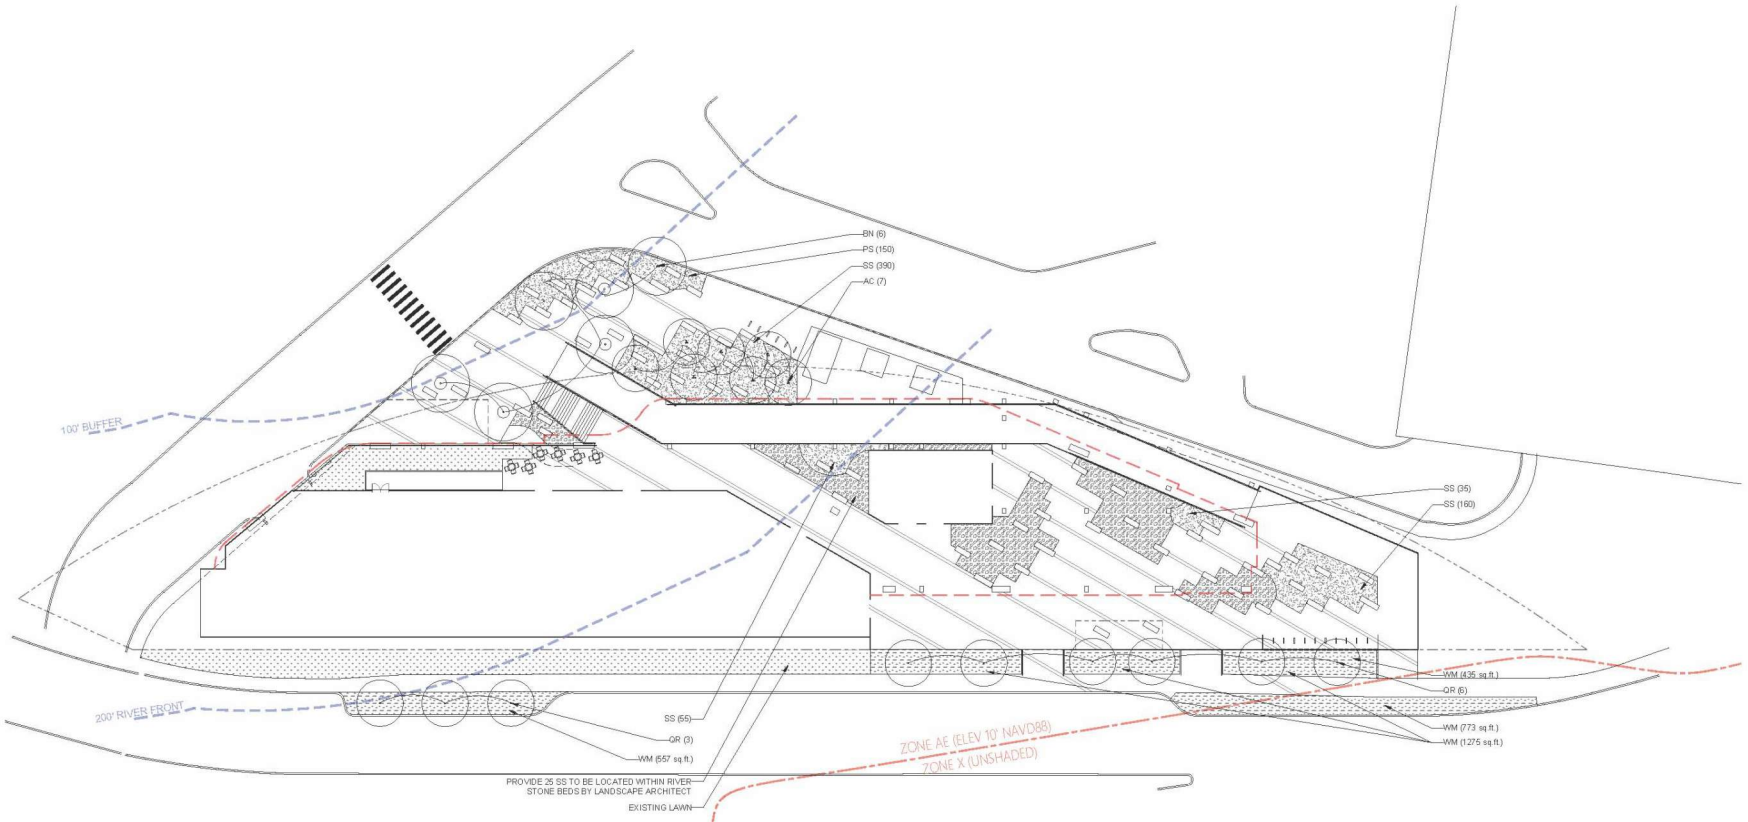 BN (6)
PS (150)
SS (390)
AC (7)
100' BUFFER
SS (35)
SS (160)
WM (435 sq.ft.)
QR (6)
200' RIVER FRONT
SS (55)
WM (773 sq.ft.)
QR (3)
ZONE AE (ELEV 10' NAVD88)
WM (1275 sq.ft.)
WM (557 sq.ft.)
ZONE X (UNSHADED)
PROVIDE 25 SS TO BE LOCATED WITHIN RIVER
STONE BEDS BY LANDSCAPE ARCHITECT
EXISTING LAWN